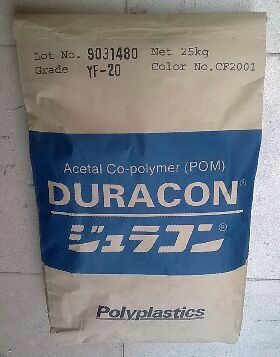 Lot No. 9031480 Net 25kg
Grade YF-20 Color No.CF2001
Acetal Co-polymer (POM)
DURACON®
ジュラコン®
Polyplastics